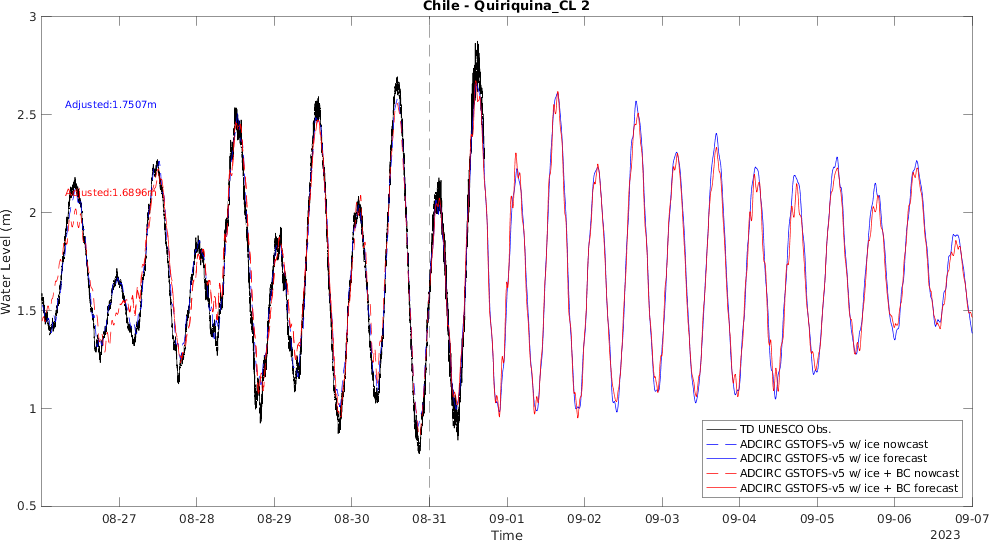 Chile - Quiriquina_CL 2
3
2.5
2
1.5
1
0.5
Water Level (m)
Adjusted:1.7507m
Adjusted:1.6896m
TD UNESCO Obs.
ADCIRC GSTOFS-v5 w/ ice nowcast
ADCIRC GSTOFS-v5 w/ ice forecast
ADCIRC GSTOFS-v5 w/ ice + BC nowcast
ADCIRC GSTOFS-v5 w/ ice + BC forecast
08-27 08-28 08-29 08-30 08-31 09-01 09-02 09-03 09-04 09-05 09-06 09-07
Time
2023